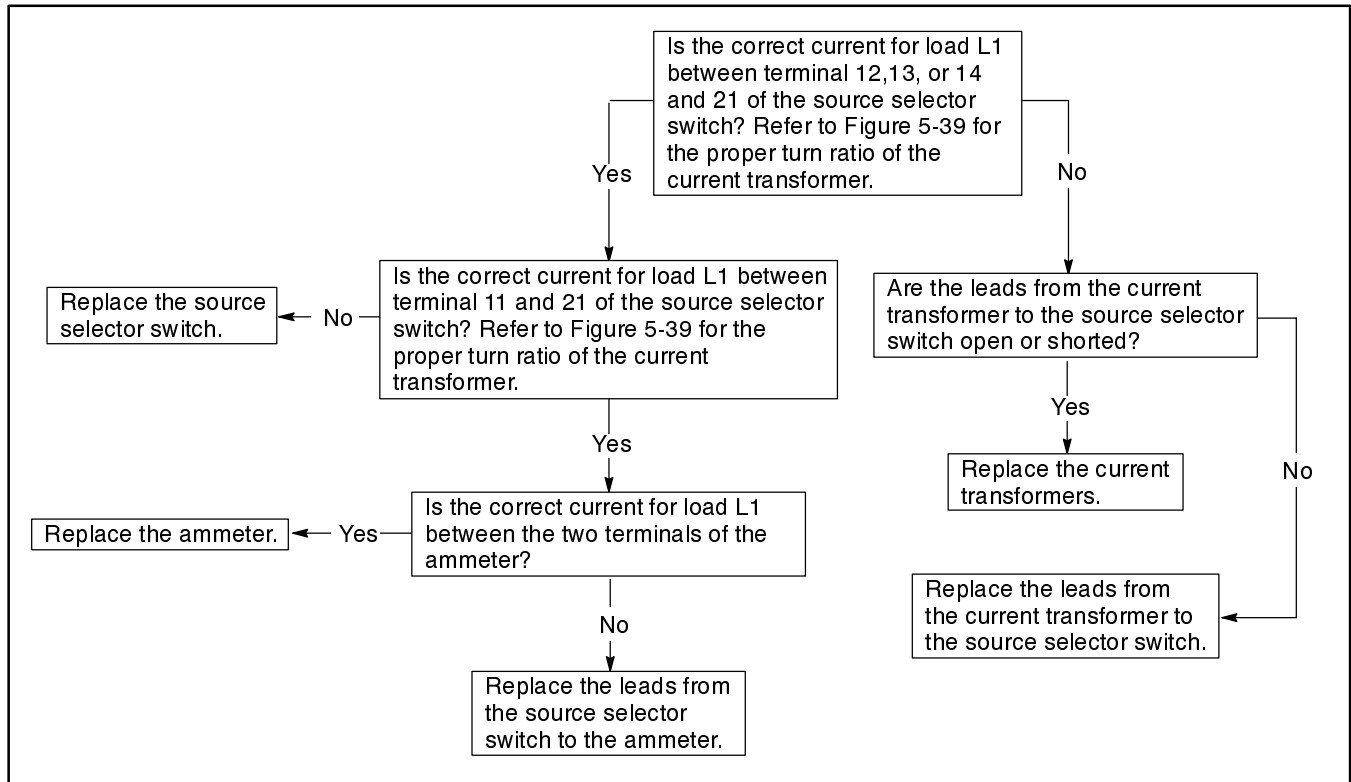 Is the correct current for load L1
between terminal 12,13, or 14
and 21 of the source selector
switch? Refer to Figure 5-39 for
the proper turn ratio of the
current transformer.
Yes
No
Is the correct current for load L1 between
terminal 11 and 21 of the source selector
switch? Refer to Figure 5-39 for the
proper turn ratio of the current
transformer.
No
Replace the source
selector switch.
Are the leads from the current
transformer to the source selector
switch open or shorted?
Yes
Yes
No
Replace the current
transformers.
Is the correct current for load L1
between the two terminals of the
ammeter?
Yes
Replace the ammeter.
No
Replace the leads from
the current transformer to
the source selector switch.
Replace the leads from
the source selector
switch to the ammeter.